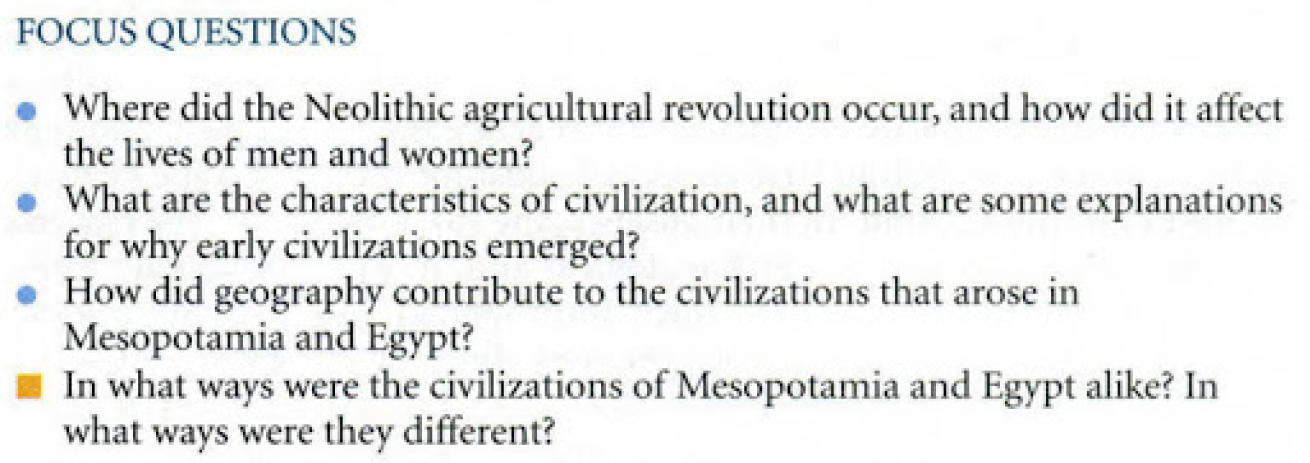 FOCUS QUESTIONS
Where did the Neolithic agricultural revolution occur, and how did it affect
the lives of men and women?
What are the characteristics of civilization, and what are some explanations
for why early civilizations emerged?
How did geography contribute to the civilizations that arose in
Mesopotamia and Egypt?
In what ways were the civilizations of Mesopotamia and Egypt alike? In
what ways were they different?